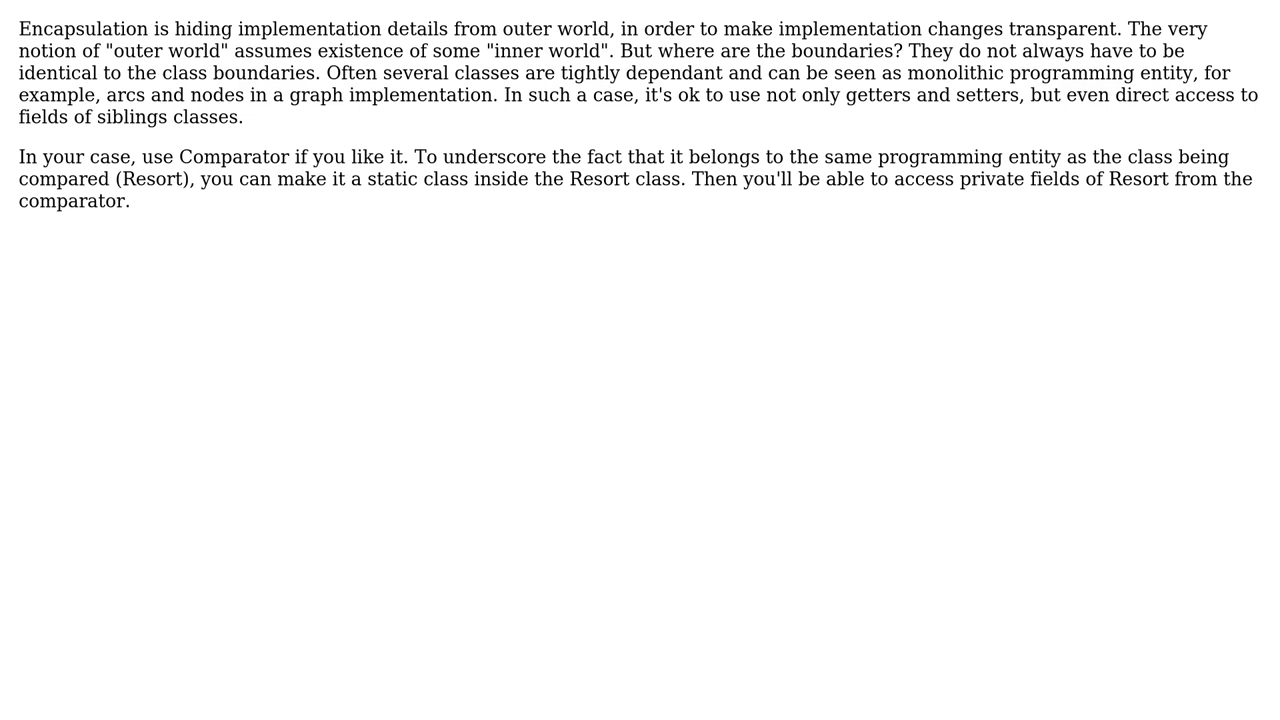 Encapsulation is hiding implementation details from outer world, in order to make implementation changes transparent. The very
notion of "outer world" assumes existence of some "inner world". But where are the boundaries? They do not always have to be
identical to the class boundaries. Often several classes are tightly dependant and can be seen as monolithic programming entity, for
example, arcs and nodes in a graph implementation. In such a case, it's ok to use not only getters and setters, but even direct access to
fields of siblings classes.
In your case, use Comparator if you like it. To underscore the fact that it belongs to the same programming entity as the class being
compared (Resort), you can make it a static class inside the Resort class. Then you'll be able to access private fields of Resort from the
comparator.